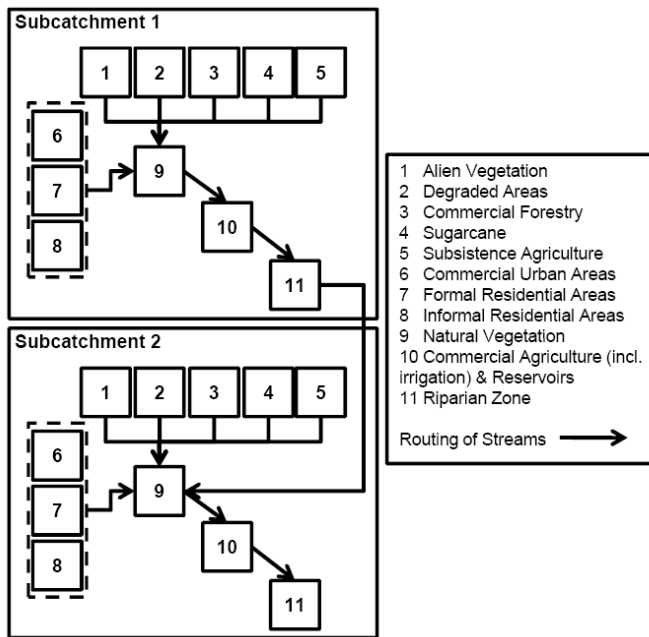 Subcatchment 1
1 2 3 4 5
6
7
8
9
10
11
Subcatchment 2
1 2 3 4 5
6
7
8
9
10
11
1 Alien Vegetation
2 Degraded Areas
3 Commercial Forestry
4 Sugarcane
5 Subsistence Agriculture
6 Commercial Urban Areas
7 Formal Residential Areas
8 Informal Residential Areas
9 Natural Vegetation
10 Commercial Agriculture (incl.
irrigation) & Reservoirs
11 Riparian Zone
Routing of Streams